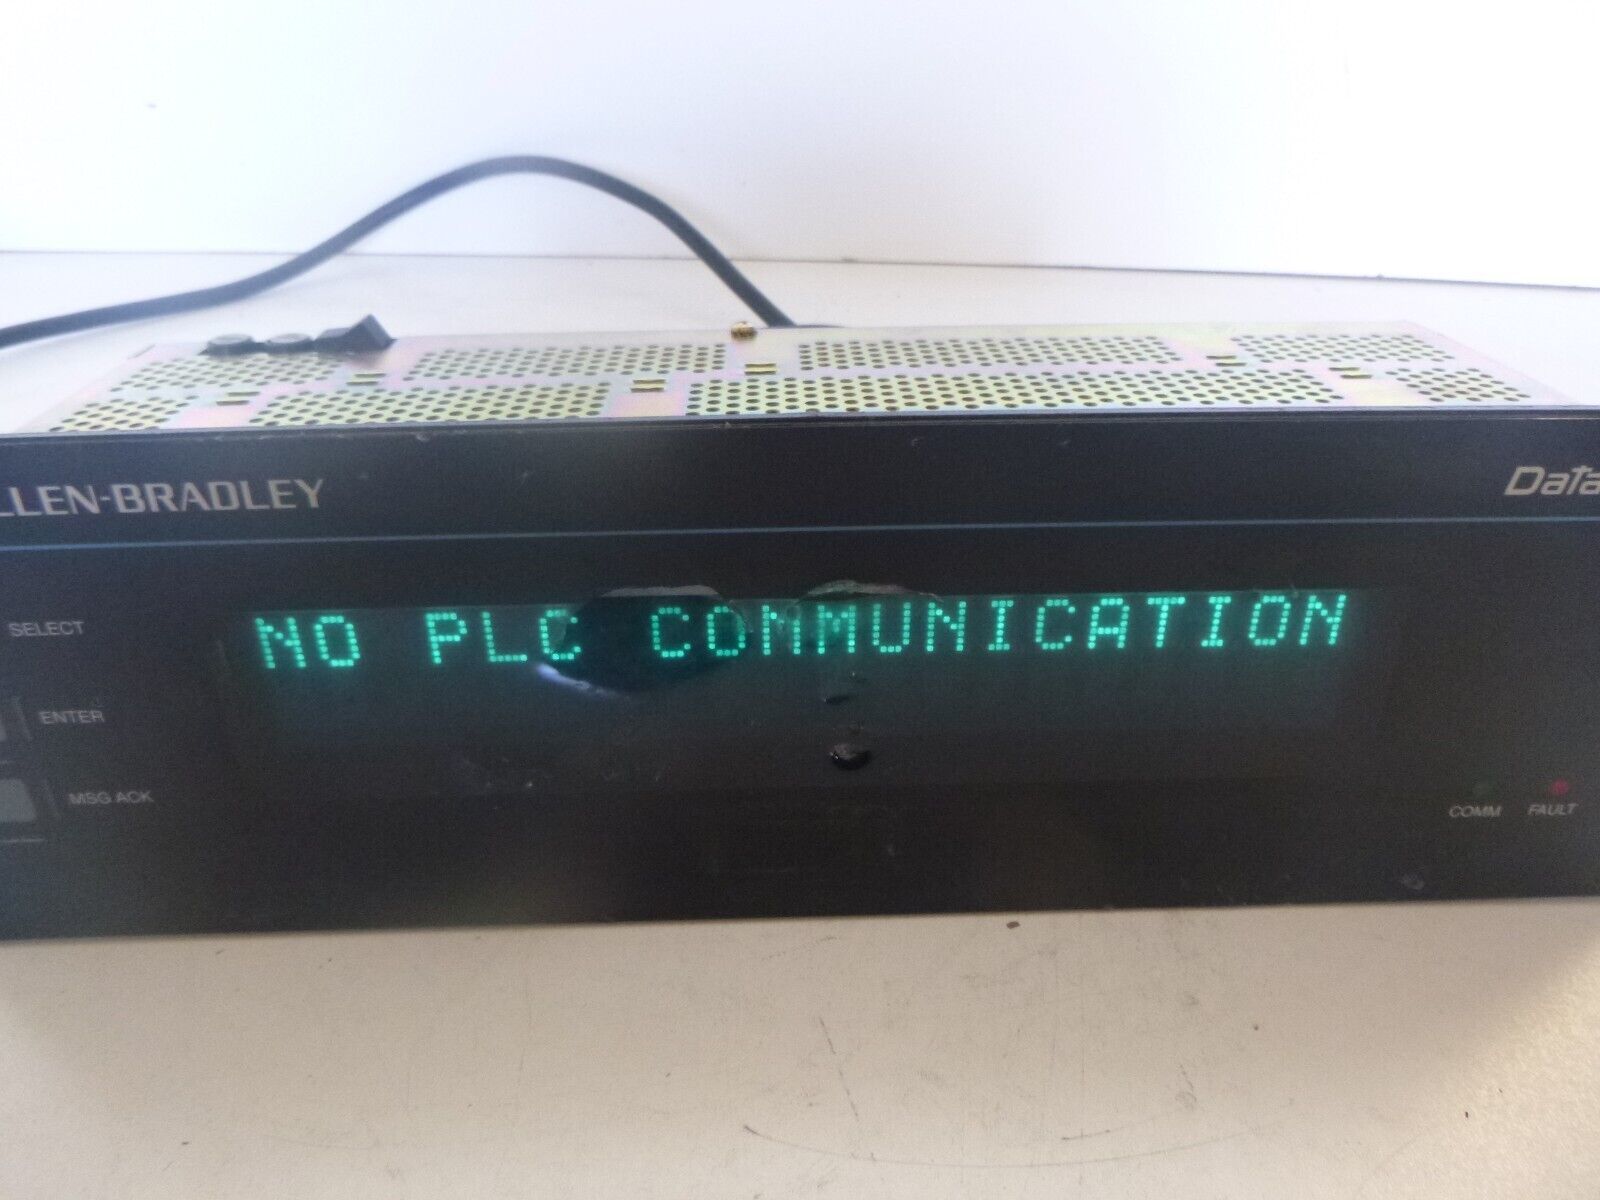 LLEN-BRADLEY
Data
SELECT
NO PLC COMMUNICATION
ENTER
MSG ACK
COMM FAULT